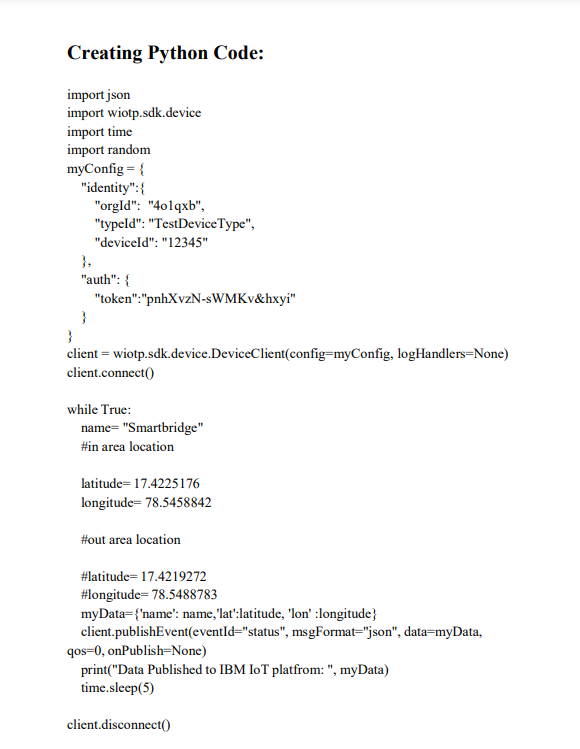 Creating Python Code:
import json
import wiotp.sdk.device
import time
import random
myConfig = {
"identity":{
"orgId": "4o1qxb",
"typeId": "TestDeviceType",
"deviceId": "12345"
},
"auth": {
"token":"pnhXvzN-sWMKv&hxyi"
}
}
client = wiotp.sdk.device.DeviceClient(config=myConfig, logHandlers=None)
client.connect()
while True:
name= "Smartbridge"
#in area location
latitude= 17.4225176
longitude= 78.5458842
#out area location
#latitude= 17.4219272
#longitude= 78.5488783
myData={'name': name,'lat':latitude, 'lon' :longitude}
client.publishEvent(eventId="status", msgFormat="json", data=myData,
qos=0, onPublish=None)
print("Data Published to IBM IoT platfrom: ", myData)
time.sleep(5)
client.disconnect()